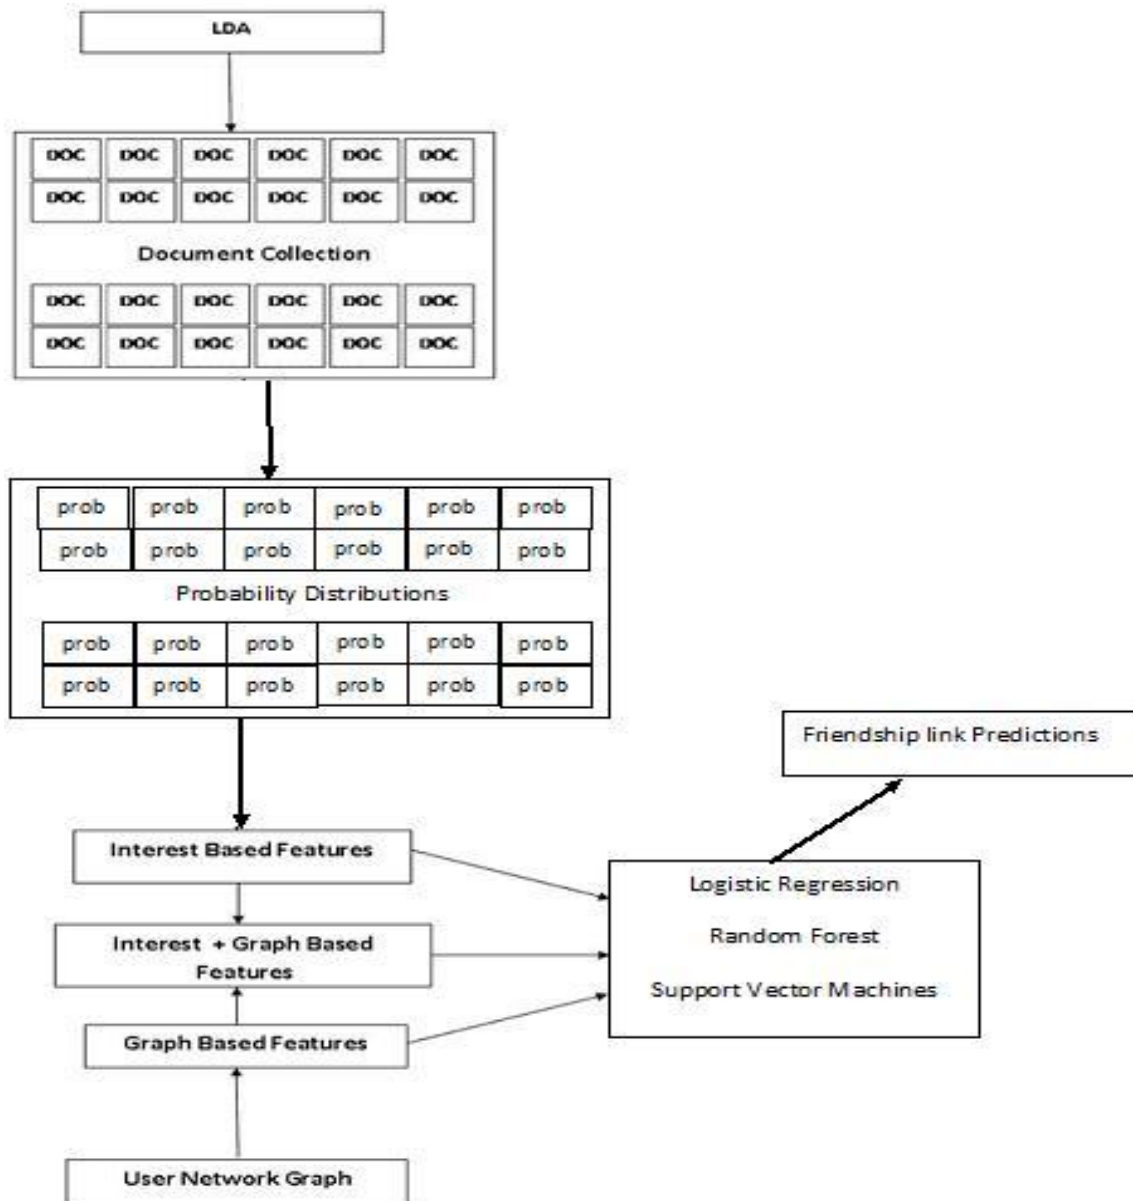 LDA
DOC DOC DOC DOC DOC DOC
DOC DOC DOC DOC DOC DOC
Document Collection
DOC DOC DOC DOC DOC DOC
DOC DOC DOC DOC DOC DOC
prob prob prob prob prob prob
prob prob prob prob prob prob
Probability Distributions
prob prob prob prob prob prob
prob prob prob prob prob prob
Friendship link Predictions
Interest Based Features
Interest + Graph Based
Features
Graph Based Features
User Network Graph
Logistic Regression
Random Forest
Support Vector Machines